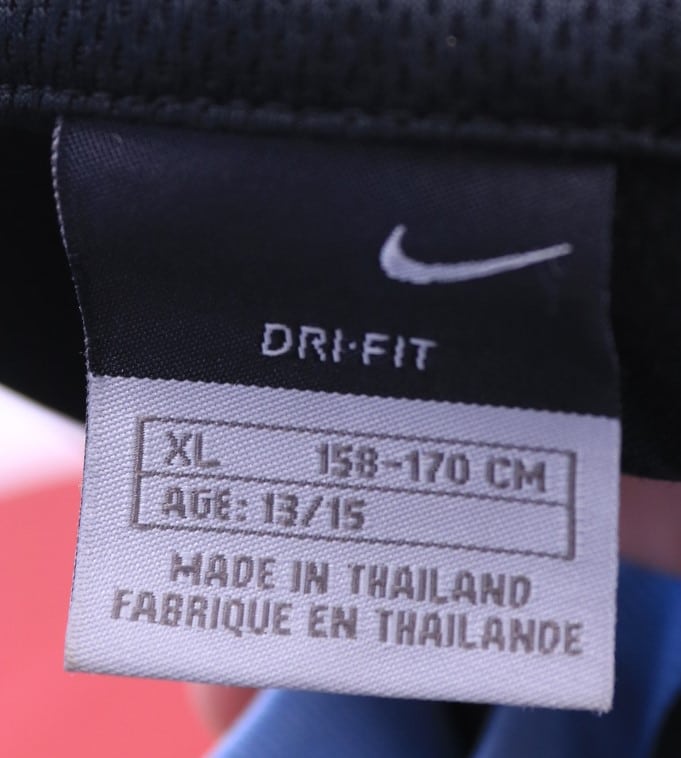 DRI·FIT
XL 158-170 CM
AGE: 13/15
MADE IN THAILAND
FABRIQUE EN THAILANDE